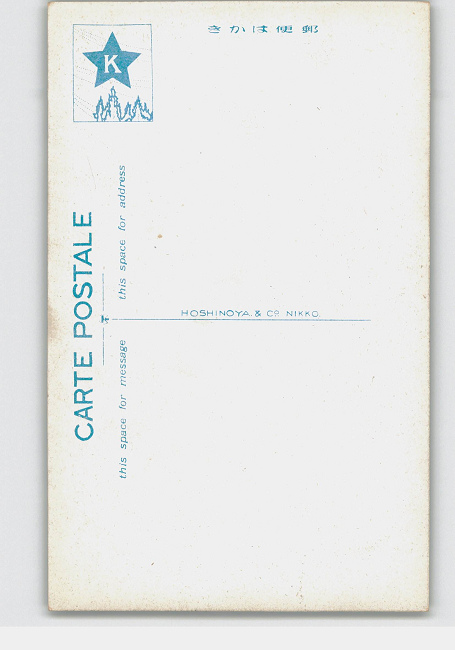 郵便はかき
K
CARTE POSTALE
this space for address
this space for message
HOSHINOYA. & Co. NIKKO.